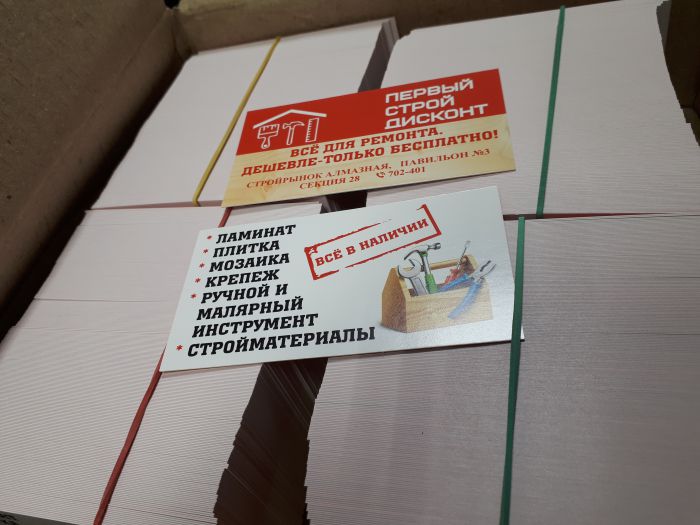 ПЕРВЫЙ
СТРОЙ
ДИСКОНТ
ВСЁ ДЛЯ РЕМОНТА.
ДЕШЕВЛЕ-ТОЛЬКО БЕСПЛАТНО!
СТРОЙРЫНОК АЛМАЗНАЯ, ПАВИЛЬОН №3
СЕКЦИЯ 28 702-401
* ЛАМИНАТ
* ПЛИТКА
* МОЗАИКА
* КРЕПЕЖ
* РУЧНОЙ И
МАЛЯРНЫЙ
ИНСТРУМЕНТ
* СТРОЙМАТЕРИАЛЫ
ВСЁ В НАЛИЧИИ